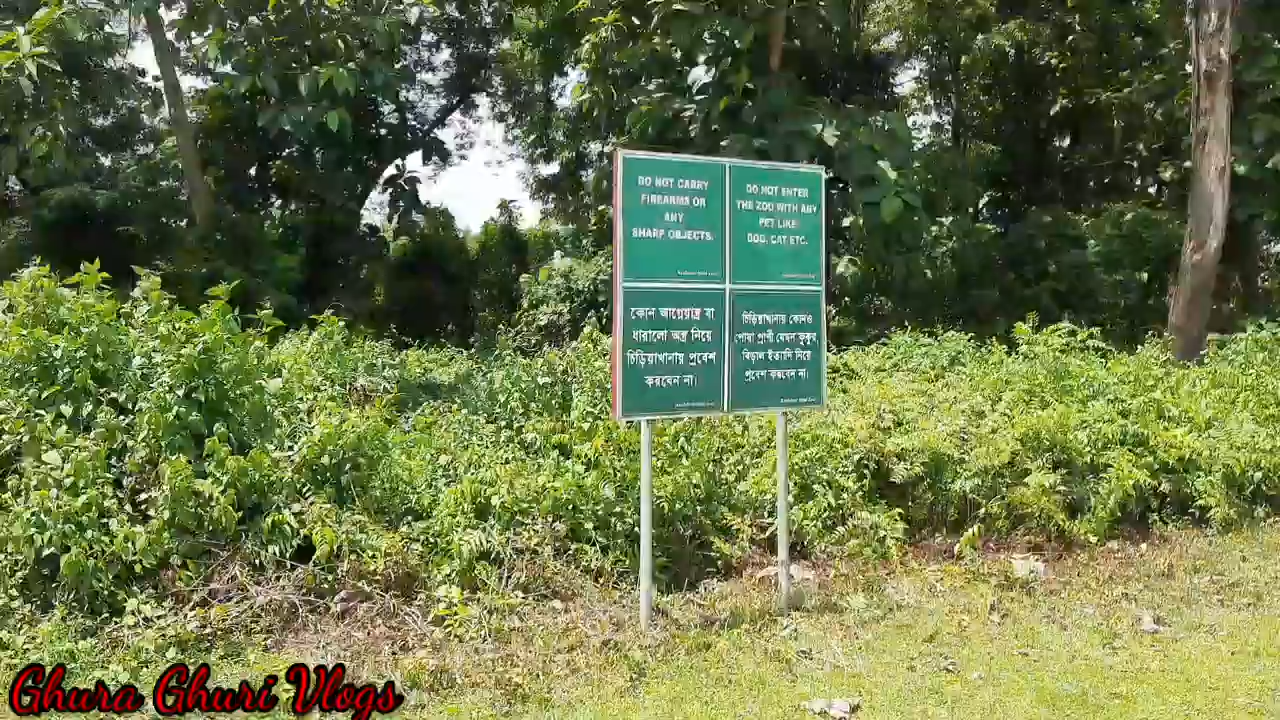 DO NOT CARRY
FIREARMS OR
ANY
SHARP OBJECTS.
DO NOT ENTER
THE ZOO WITH ANY
PET LIKE
DOG, CAT ETC.
কোন আগ্নেয়াস্ত্র বা
ধারালো অস্ত্র নিয়ে
চিড়িয়াখানায় প্রবেশ
করবেন না।
চিড়িয়াখানায় কোনও
পোষা প্রাণী যেমন কুকুর,
বিড়াল ইত্যাদি নিয়ে
প্রবেশ করবেন না।
Ghura Ghuri Vlogs